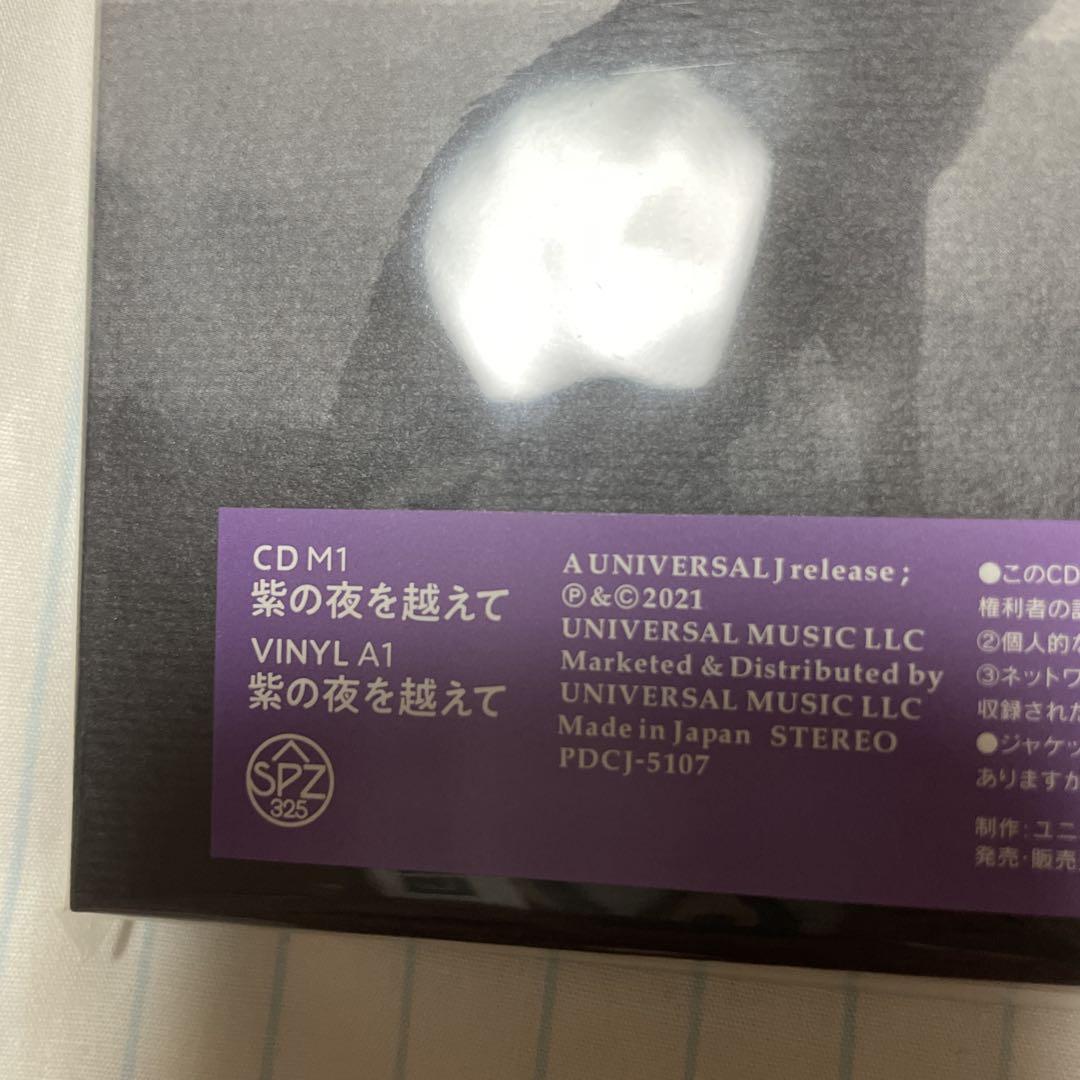 CD M1
紫の夜を越えて
VINYL A1
紫の夜を越えて
SPZ
325
A UNIVERSAL J release ;
Ⓟ&©2021
UNIVERSAL MUSIC LLC
Marketed & Distributed by
UNIVERSAL MUSIC LLC
Made in Japan STEREO
PDCJ-5107
●このCD
権利者の
②個人的な
③ネットワ
収録された
●ジャケッ
ありますか
制作：ユニ
発売・販売